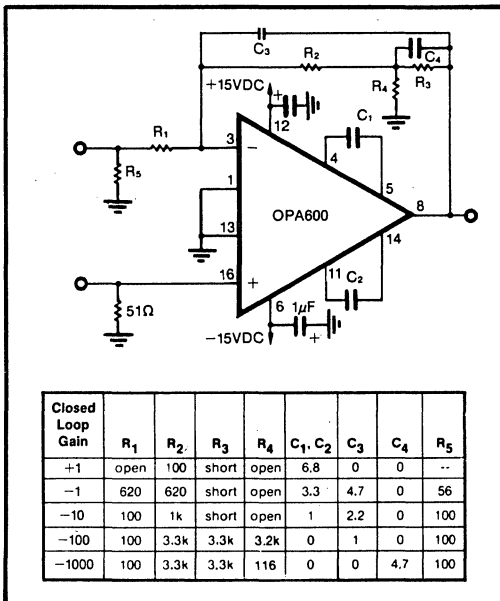 C3
R2
C4
R4
R3
+15VDC
+
12
C1
R1
3
−
4
R5
1
5
OPA600
8
13
14
16
+
11
C2
51Ω
6
1μF
−15VDC
+
Closed Loop Gain R1 R2 R3 R4 C1, C2 C3 C4 R5
+1 open 100 short open 6.8 0 0 --
−1 620 620 short open 3.3 4.7 0 56
−10 100 1k short open 1 2.2 0 100
−100 100 3.3k 3.3k 3.2k 0 1 0 100
−1000 100 3.3k 3.3k 116 0 0 4.7 100